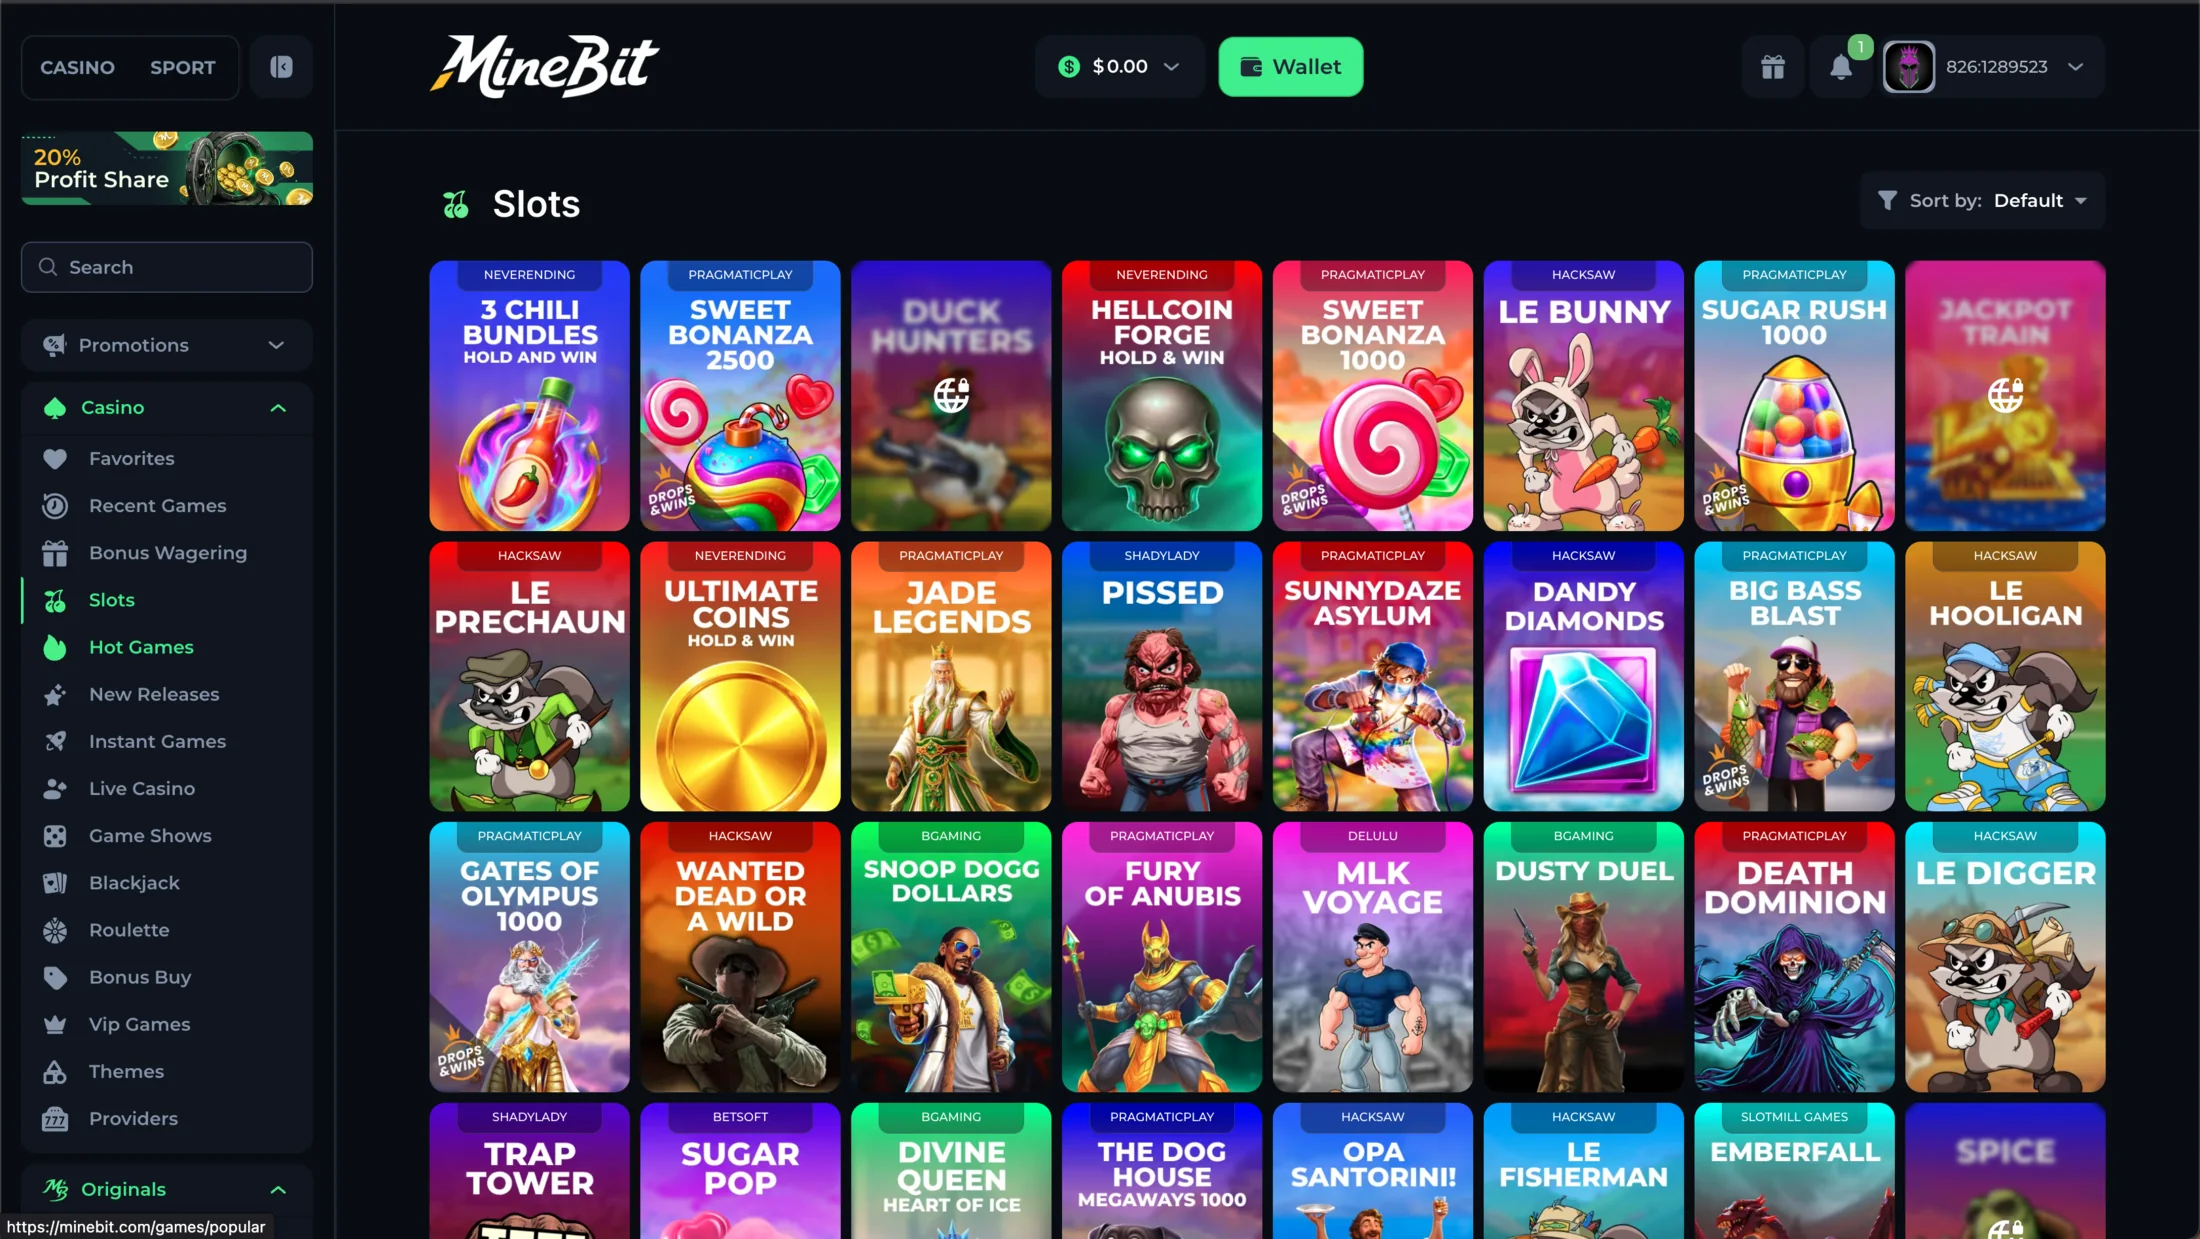 CASINO SPORT
MineBit
$ $0.00
Wallet
1
826:1289523
20%
Profit Share
Search
Promotions
Casino
Favorites
Recent Games
Bonus Wagering
Slots
Hot Games
New Releases
Instant Games
Live Casino
Game Shows
Blackjack
Roulette
Bonus Buy
Vip Games
Themes
777
Providers
MB Originals
https://minebit.com/games/popular
Slots
Sort by: Default
NEVERENDING
3 CHILI
BUNDLES
HOLD AND WIN
PRAGMATICPLAY
SWEET
BONANZA
2500
DROPS
&WINS
DUCK
HUNTERS
NEVERENDING
HELLCOIN
FORGE
HOLD & WIN
PRAGMATICPLAY
SWEET
BONANZA
1000
DROPS
&WINS
HACKSAW
LE BUNNY
PRAGMATICPLAY
SUGAR RUSH
1000
DROPS
&WINS
JACKPOT
TRAIN
HACKSAW
LE
PRECHAUN
NEVERENDING
ULTIMATE
COINS
HOLD & WIN
PRAGMATICPLAY
JADE
LEGENDS
SHADYLADY
PISSED
PRAGMATICPLAY
SUNNYDAZE
ASYLUM
HACKSAW
DANDY
DIAMONDS
PRAGMATICPLAY
BIG BASS
BLAST
DROPS
&WINS
HACKSAW
LE
HOOLIGAN
PRAGMATICPLAY
GATES OF
OLYMPUS
1000
DROPS
&WINS
HACKSAW
WANTED
DEAD OR
A WILD
BGAMING
SNOOP DOGG
DOLLARS
PRAGMATICPLAY
FURY
OF ANUBIS
DELULU
MLK
VOYAGE
BGAMING
DUSTY DUEL
PRAGMATICPLAY
DEATH
DOMINION
HACKSAW
LE DIGGER
SHADYLADY
TRAP
TOWER
BETSOFT
SUGAR
POP
BGAMING
DIVINE
QUEEN
HEART OF ICE
PRAGMATICPLAY
THE DOG
HOUSE
MEGAWAYS 1000
HACKSAW
OPA
SANTORINI!
HACKSAW
LE
FISHERMAN
SLOTMILL GAMES
EMBERFALL
SPICE